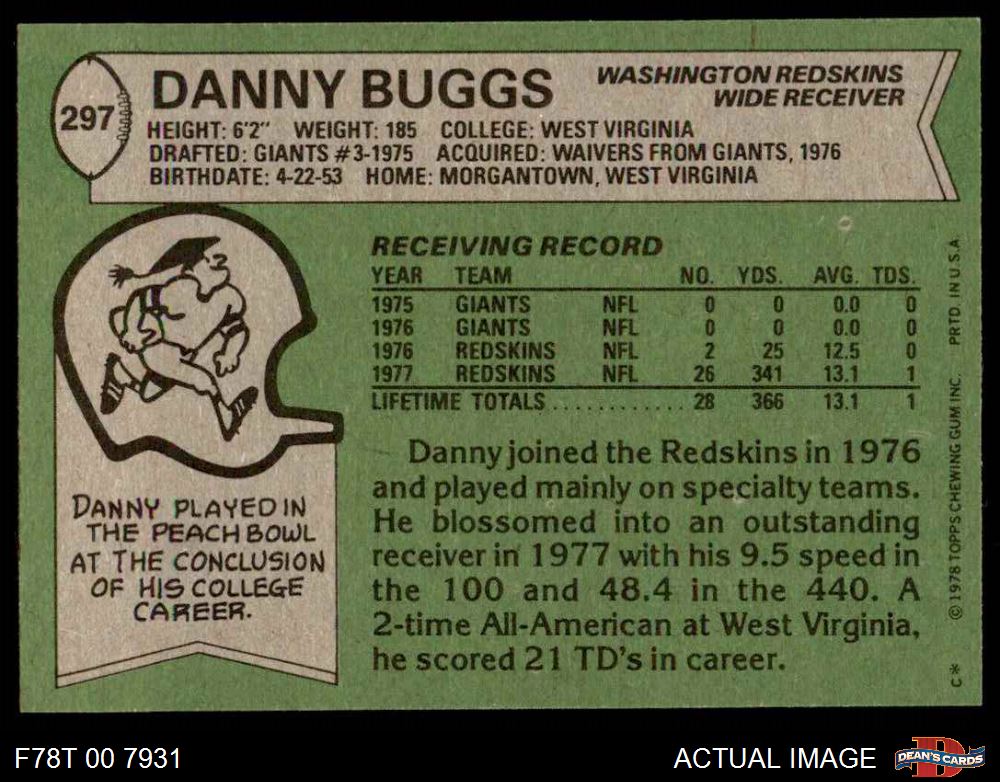 297
DANNY BUGGS
WASHINGTON REDSKINS
WIDE RECEIVER
HEIGHT: 6'2" WEIGHT: 185 COLLEGE: WEST VIRGINIA
DRAFTED: GIANTS #3-1975 ACQUIRED: WAIVERS FROM GIANTS, 1976
BIRTHDATE: 4-22-53 HOME: MORGANTOWN, WEST VIRGINIA
RECEIVING RECORD
YEAR TEAM NO. YDS. AVG. TDS.
1975 GIANTS NFL 0 0 0.0 0
1976 GIANTS NFL 0 0 0.0 0
1976 REDSKINS NFL 2 25 12.5 0
1977 REDSKINS NFL 26 341 13.1 1
LIFETIME TOTALS............ 28 366 13.1 1
Danny joined the Redskins in 1976
and played mainly on specialty teams.
He blossomed into an outstanding
receiver in 1977 with his 9.5 speed in
the 100 and 48.4 in the 440. A
2-time All-American at West Virginia,
he scored 21 TD's in career.
DANNY PLAYED IN
THE PEACH BOWL
AT THE CONCLUSION
OF HIS COLLEGE
CAREER.
C* © 1978 TOPPS CHEWING GUM INC. PRTD. IN U.S.A.
F78T 00 7931
ACTUAL IMAGE
D
DEAN'S CARDS